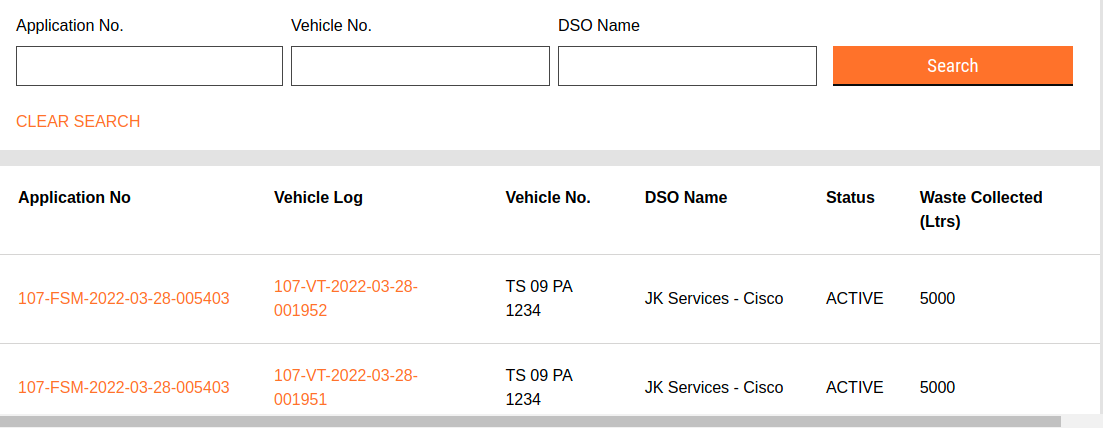 Application No. Vehicle No. DSO Name
Search
CLEAR SEARCH
Application No Vehicle Log Vehicle No. DSO Name Status Waste Collected
(Ltrs)
107-FSM-2022-03-28-005403 107-VT-2022-03-28- TS 09 PA JK Services - Cisco ACTIVE 5000
001952 1234
107-FSM-2022-03-28-005403 107-VT-2022-03-28- TS 09 PA JK Services - Cisco ACTIVE 5000
001951 1234